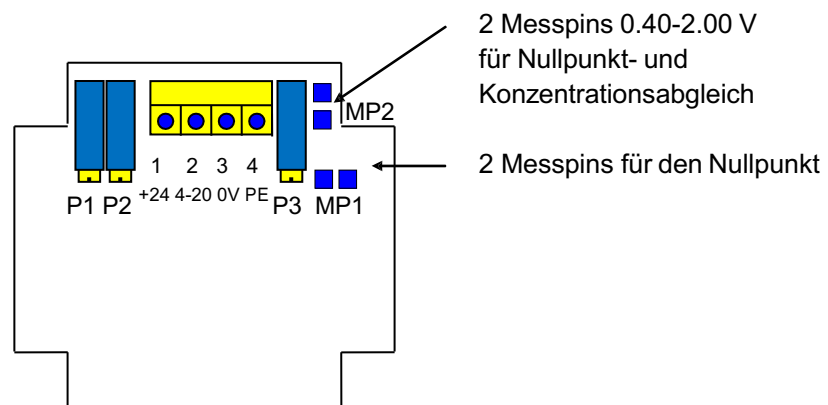 2 Messpins 0.40-2.00 V
für Nullpunkt- und
Konzentrationsabgleich
MP2
2 Messpins für den Nullpunkt
1 2 3 4
+24 4-20 0V PE
P1 P2 P3 MP1